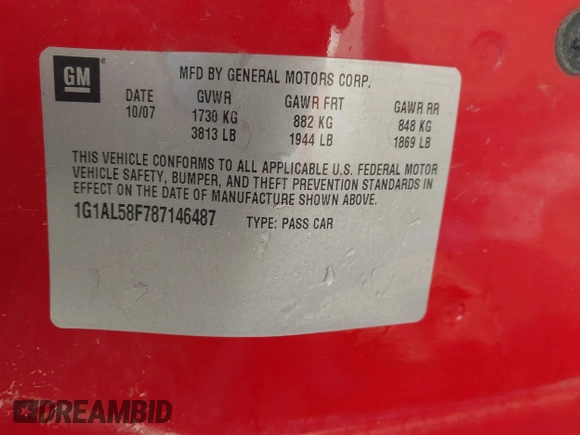 GM
MFD BY GENERAL MOTORS CORP.
DATE GVWR GAWR FRT GAWR RR
10/07 1730 KG 882 KG 848 KG
3813 LB 1944 LB 1869 LB
THIS VEHICLE CONFORMS TO ALL APPLICABLE U.S. FEDERAL MOTOR
VEHICLE SAFETY, BUMPER, AND THEFT PREVENTION STANDARDS IN
EFFECT ON THE DATE OF MANUFACTURE SHOWN ABOVE.
1G1AL58F787146487 TYPE: PASS CAR
DREAMBID